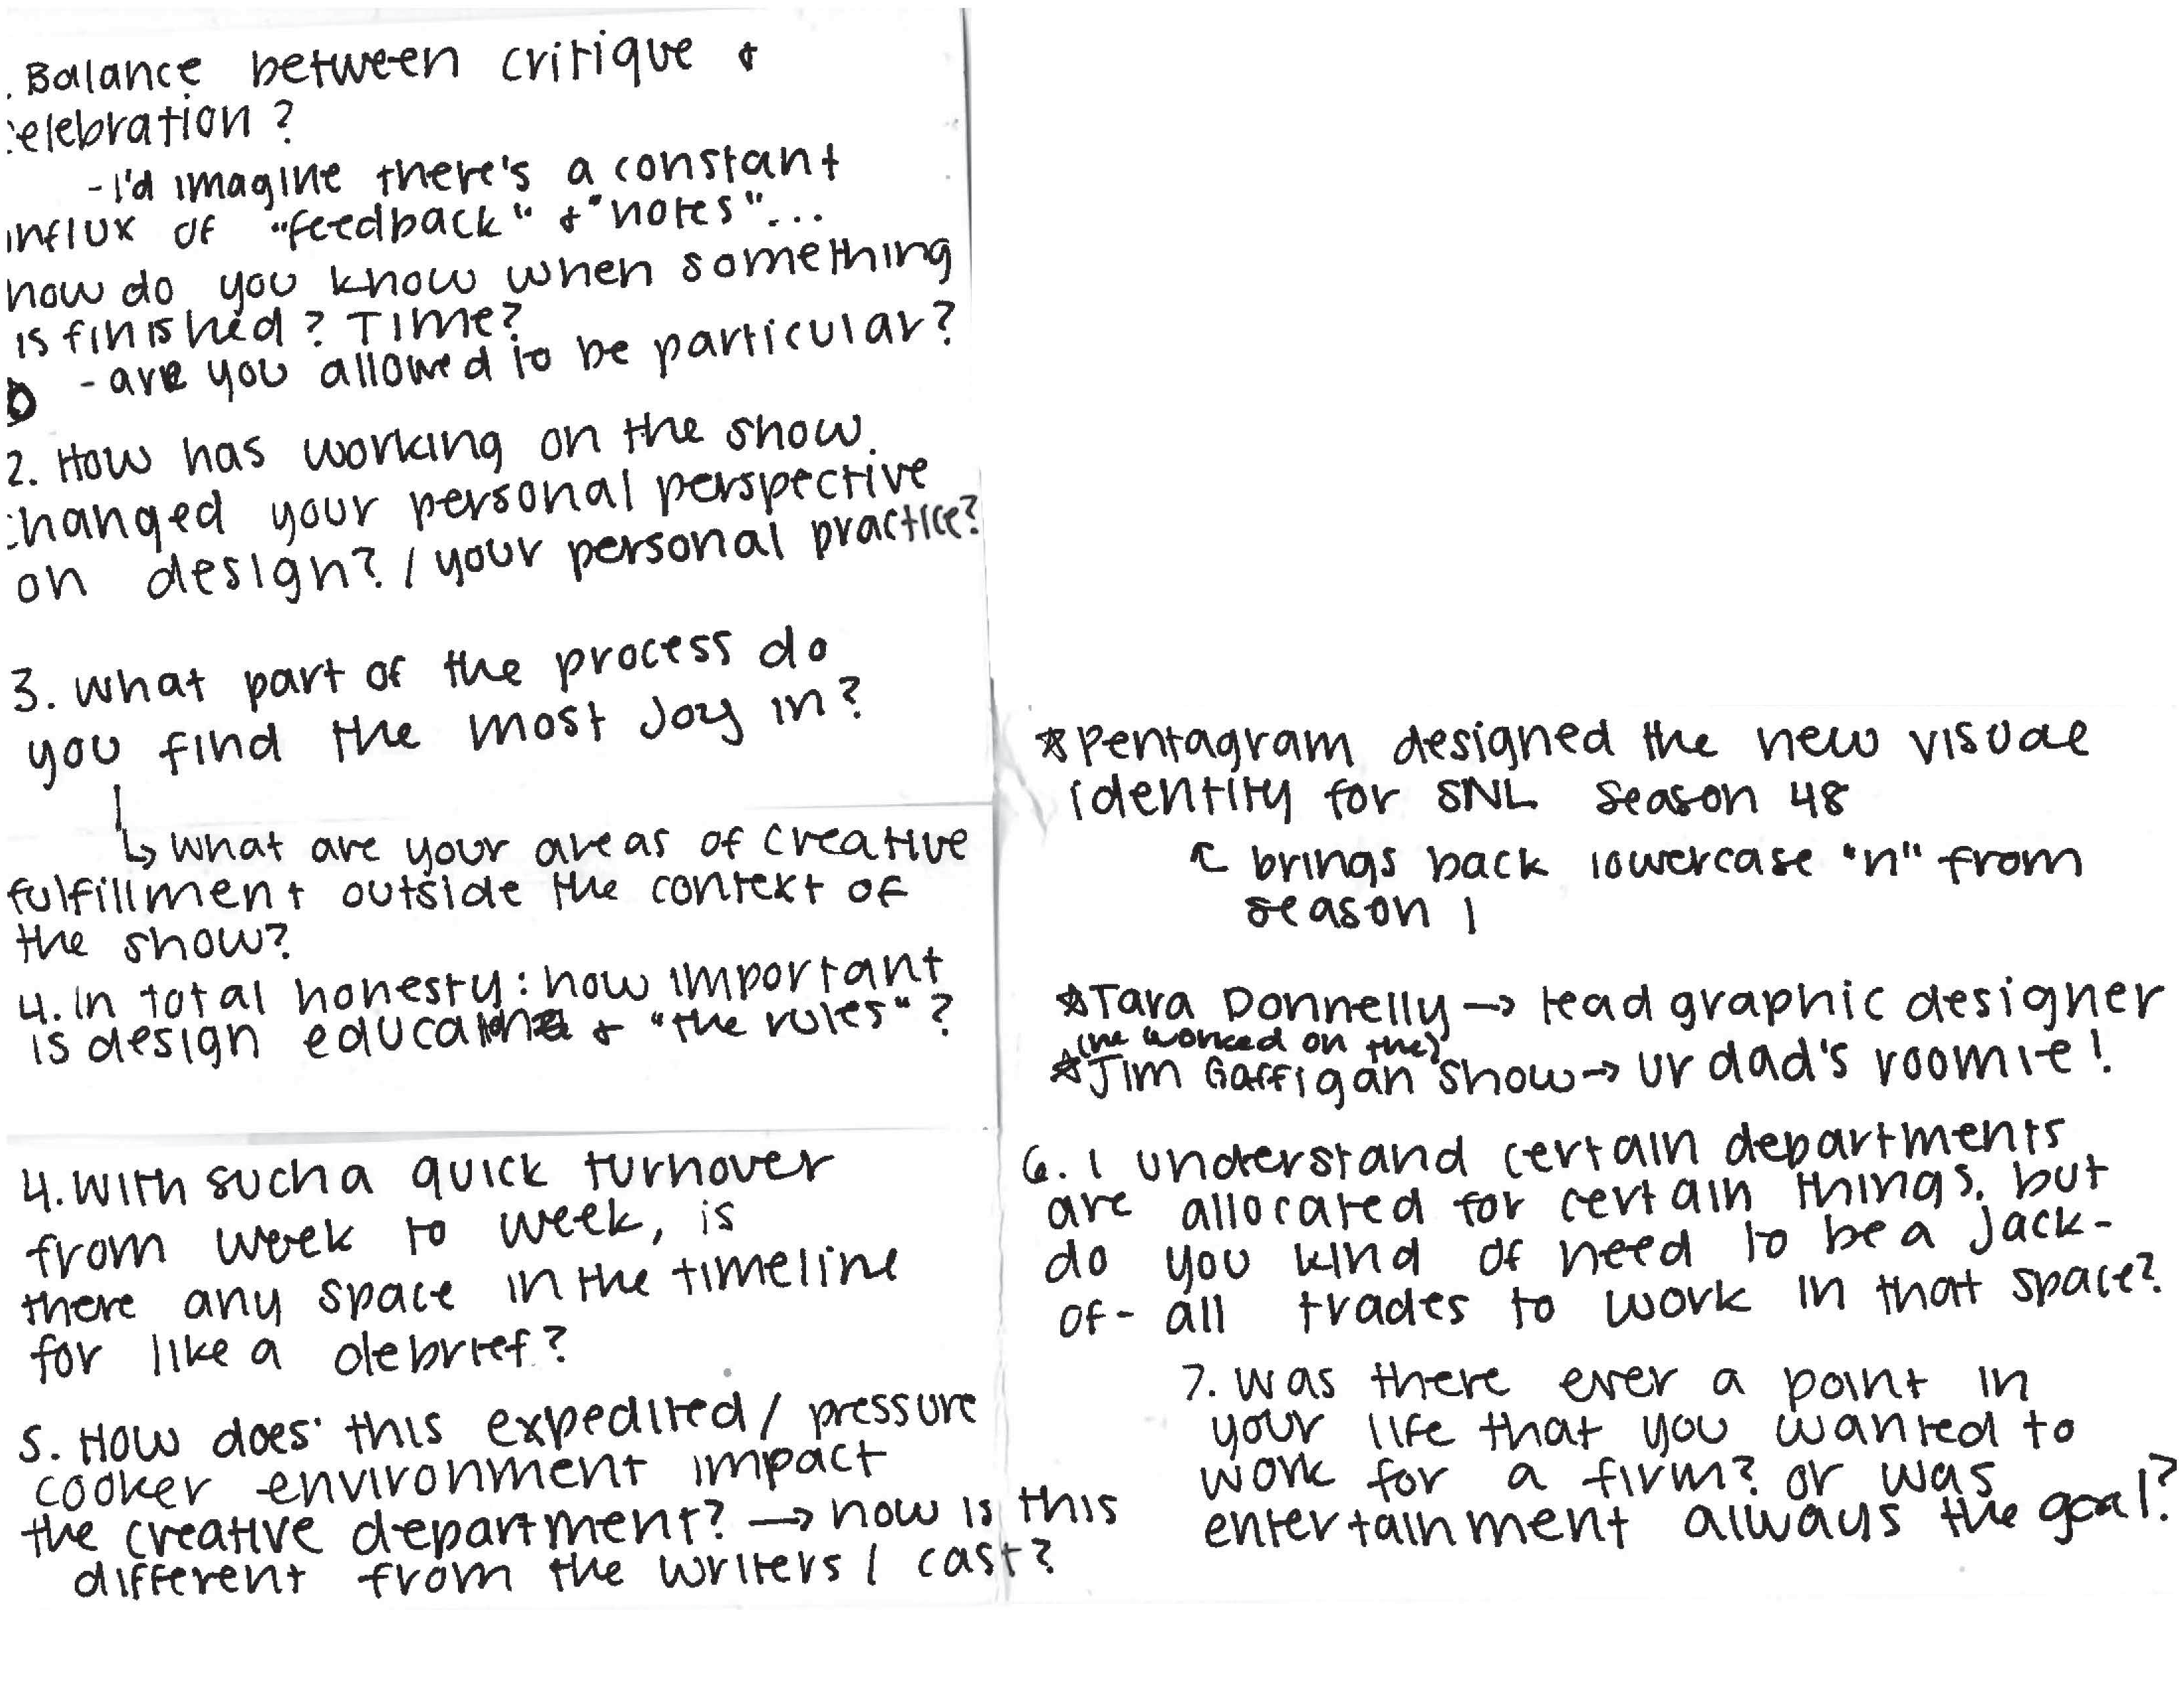 . Balance between critique &
celebration?
-I'd imagine there's a constant
influx of "feedback" & "notes"...
how do you know when something
is finished? Time?
- are you allowed to be particular?
2. How has working on the show
changed your personal perspective
on design? / your personal practice?
3. What part of the process do
you find the most joy in?
↳ what are your areas of creative
fulfillment outside the context of
the show?
4. in total honesty: how important
is design education & "the rules"?
4. With such a quick turnover
from week to week, is
there any space in the timeline
for like a debrief?
5. How does this expedited / pressure
cooker environment impact
the creative department? → how is this
different from the writers / cast?
☆Pentagram designed the new visual
identity for SNL Season 48
↸ brings back lowercase "n" from
season 1
☆Tara Donnelly → lead graphic designer
(he worked on the)
☆Jim Gaffigan show → ur dad's roomie!
6. I understand certain departments
are allocated for certain things, but
do you kind of need to be a jack-
of-all trades to work in that space?
7. Was there ever a point in
your life that you wanted to
work for a firm? or was
entertainment always the goal?